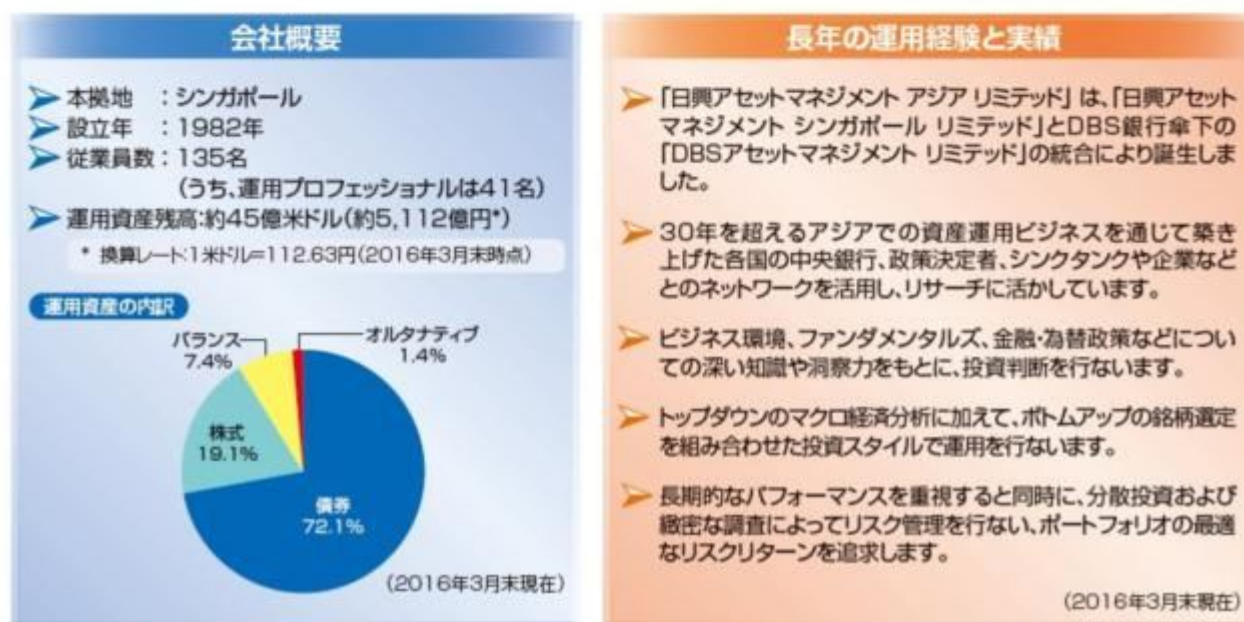 会社概要
本拠地 :シンガポール
設立年 :1982年
従業員数:135名
(うち、運用プロフェッショナルは41名)
運用資産残高:約45億米ドル(約5,112億円*)
* 換算レート:1米ドル=112.63円(2016年3月末時点)
運用資産の内訳
バランス
7.4%
オルタナティブ
1.4%
株式
19.1%
債券
72.1%
(2016年3月末現在)
長年の運用経験と実績
「日興アセットマネジメント アジア リミテッド」は、「日興アセット
マネジメント シンガポール リミテッド」とDBS銀行傘下の
「DBSアセットマネジメント リミテッド」の統合により誕生しま
した。
30年を超えるアジアでの資産運用ビジネスを通じて築き
上げた各国の中央銀行、政策決定者、シンクタンクや企業など
とのネットワークを活用し、リサーチに活かしています。
ビジネス環境、ファンダメンタルズ、金融・為替政策などについ
ての深い知識や洞察力をもとに、投資判断を行ないます。
トップダウンのマクロ経済分析に加えて、ボトムアップの銘柄選定
を組み合わせた投資スタイルで運用を行ないます。
長期的なパフォーマンスを重視すると同時に、分散投資および
緻密な調査によってリスク管理を行ない、ポートフォリオの最適
なリスクリターンを追求します。
(2016年3月末現在)